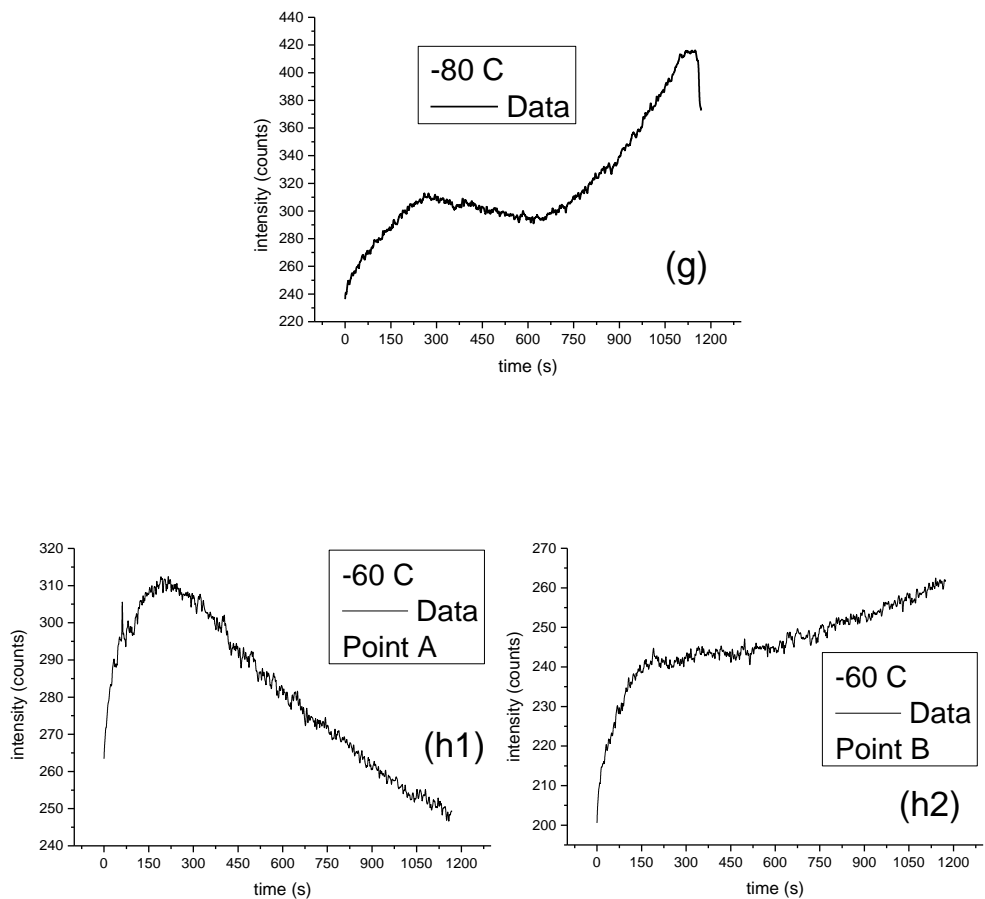 440
420
400
380
360
340
320
300
280
260
240
220
intensity (counts)
-80 C
Data
(g)
0 150 300 450 600 750 900 1050 1200
time (s)
320
310
300
290
280
270
260
250
240
intensity (counts)
-60 C
Data
Point A
(h1)
0 150 300 450 600 750 900 1050 1200
time (s)
270
260
250
240
230
220
210
200
intensity (counts)
-60 C
Data
Point B
(h2)
0 150 300 450 600 750 900 1050 1200
time (s)